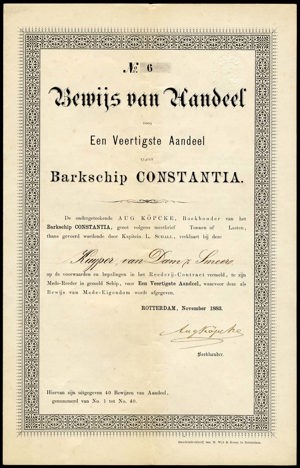 No. 6
Bewijs van Aandeel
voor
Een Veertigste Aandeel
in het
Barkschip CONSTANTIA.
De ondergeteekende AUG KÖPCKE, Boekhouder van het
Barkschip CONSTANTIA, groot volgens meetbrief Tonnen of Lasten,
thans gevoerd wordende door Kapitein L. SCHALL, verklaart bij deze
Kuyper, van Dam & Smeer
op de voorwaarden en bepalingen in het Reederij-Contract vermeld, te zijn
Mede-Reeder in gemeld Schip, voor Een Veertigste Aandeel, waarvoor deze als
Bewijs van Mede-Eigendom wordt afgegeven.
ROTTERDAM, November 1883.
Aug Köpcke
Boekhouder.
Hiervan zijn uitgegeven 40 Bewijzen van Aandeel,
genummerd van No. 1 tot No. 40.